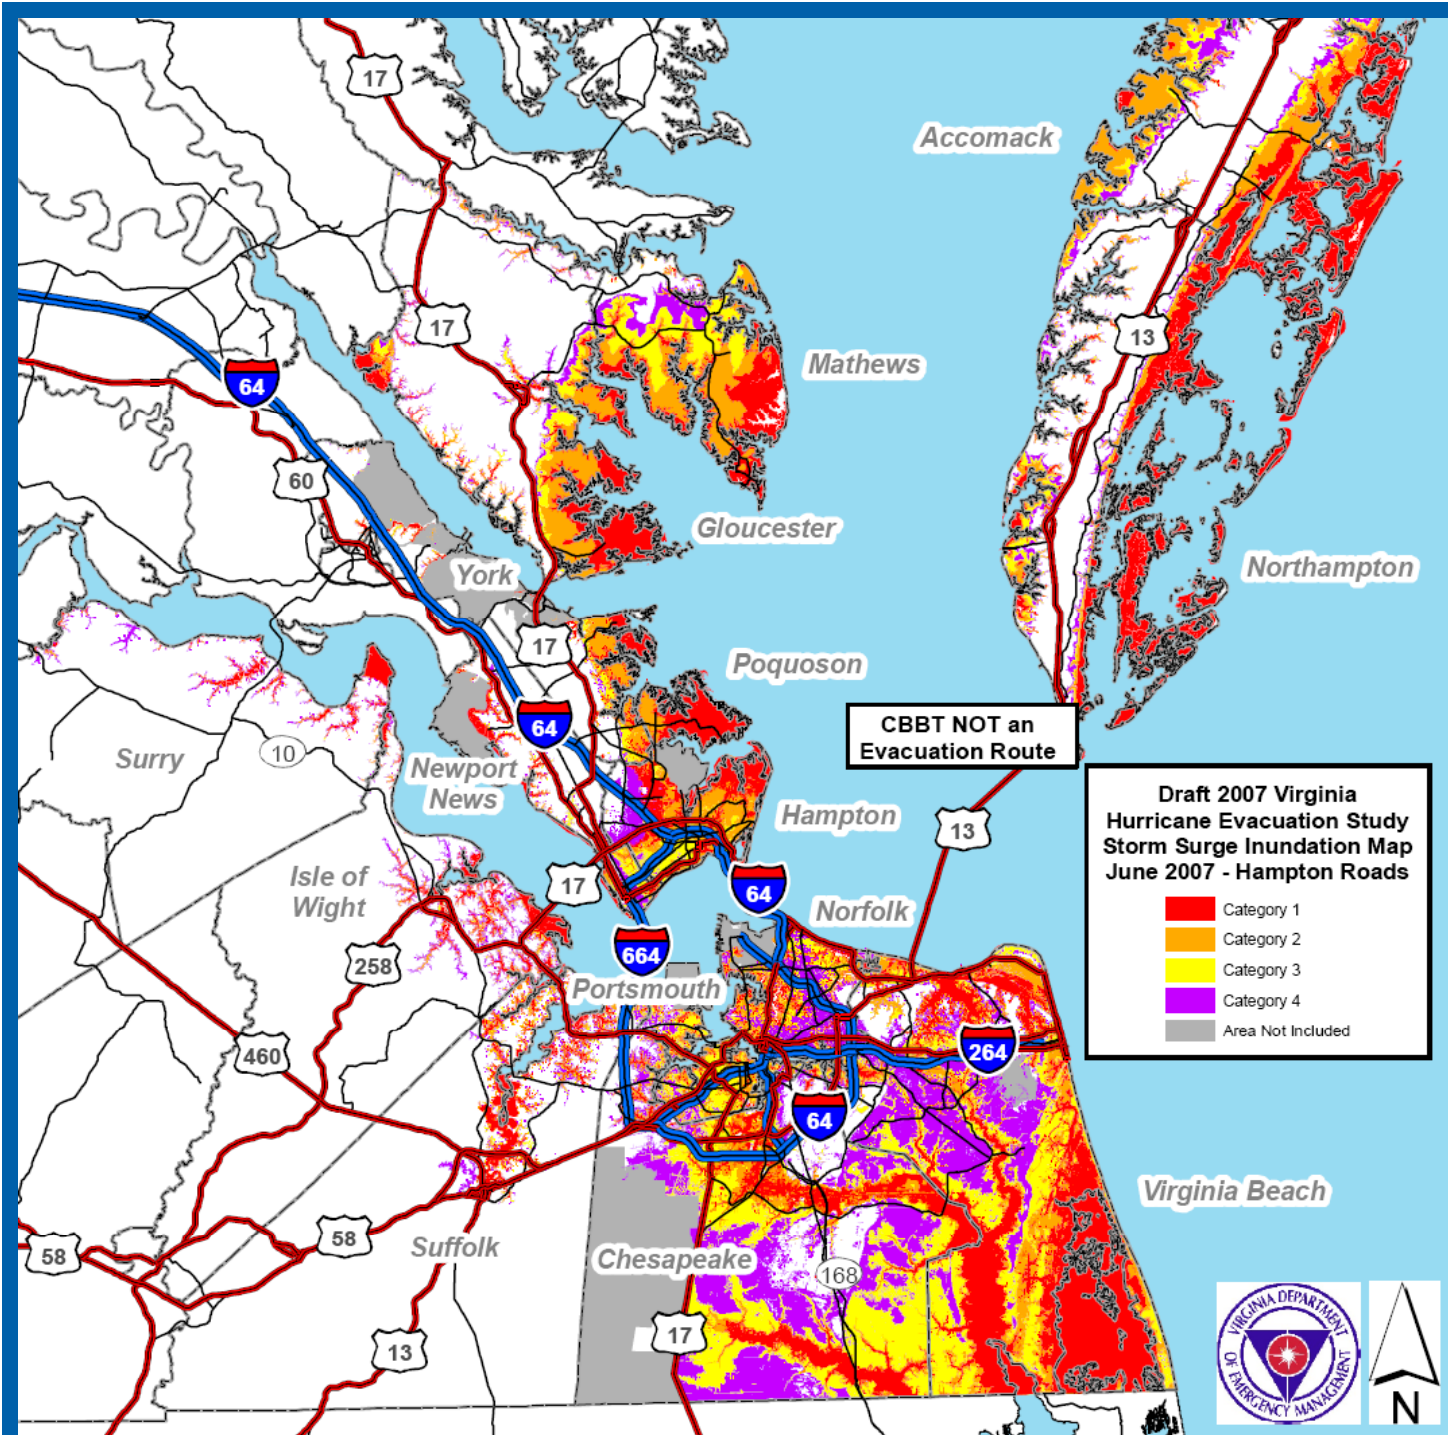 17
Accomack
17
13
Mathews
64
60
Gloucester
York
Northampton
17
Poquoson
CBBT NOT an
Evacuation Route
64
Surry
10
Newport
News
Hampton
13
Draft 2007 Virginia
Hurricane Evacuation Study
Storm Surge Inundation Map
June 2007 - Hampton Roads
Category 1
Category 2
Category 3
Category 4
Area Not Included
Isle of
Wight
17
64
Norfolk
664
258
Portsmouth
460
264
64
Virginia Beach
58
58
Suffolk
Chesapeake
168
17
13
VIRGINIA DEPARTMENT
OF EMERGENCY MANAGEMENT
N